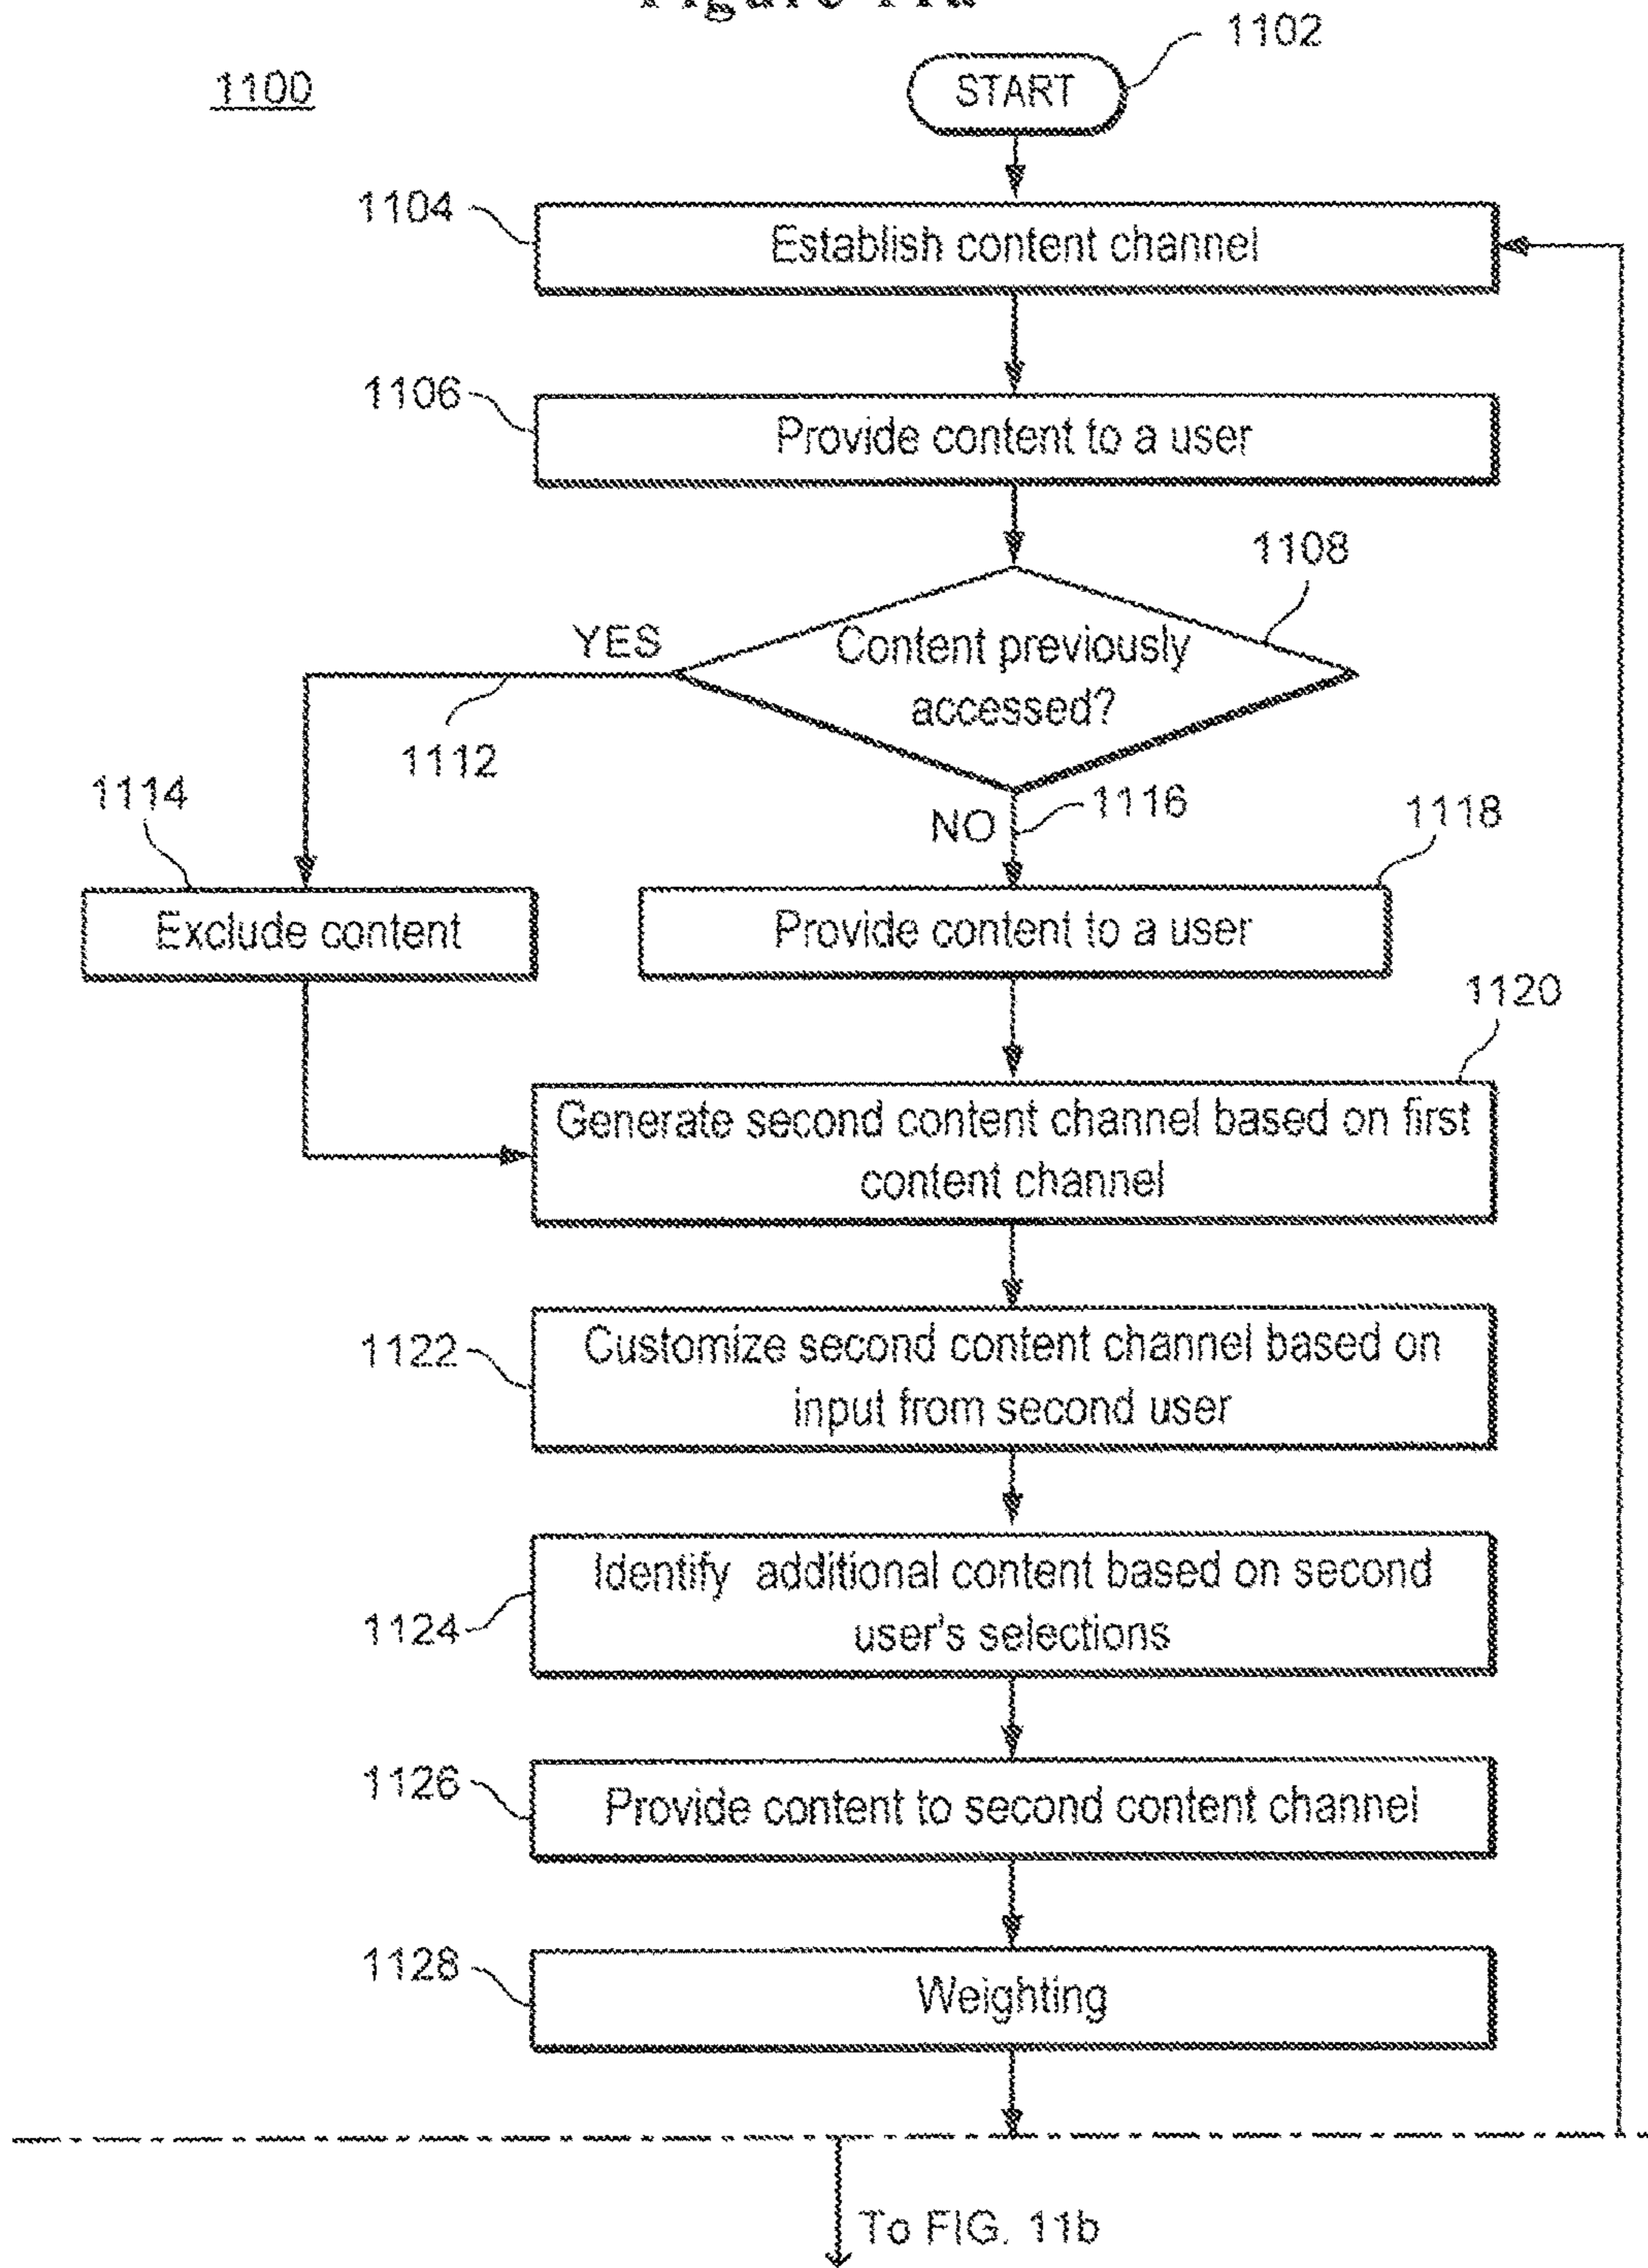 Figure 11a
1102
1100
START
1104
Establish content channel
1106
Provide content to a user
1108
YES
Content previously
accessed?
1112
1114
NO
1116
1118
Exclude content
Provide content to a user
1120
Generate second content channel based on first
content channel
1122
Customize second content channel based on
input from second user
Identify additional content based on second
1124
user's selections
1126
Provide content to second content channel
1128
Weighting
To FIG. 11b